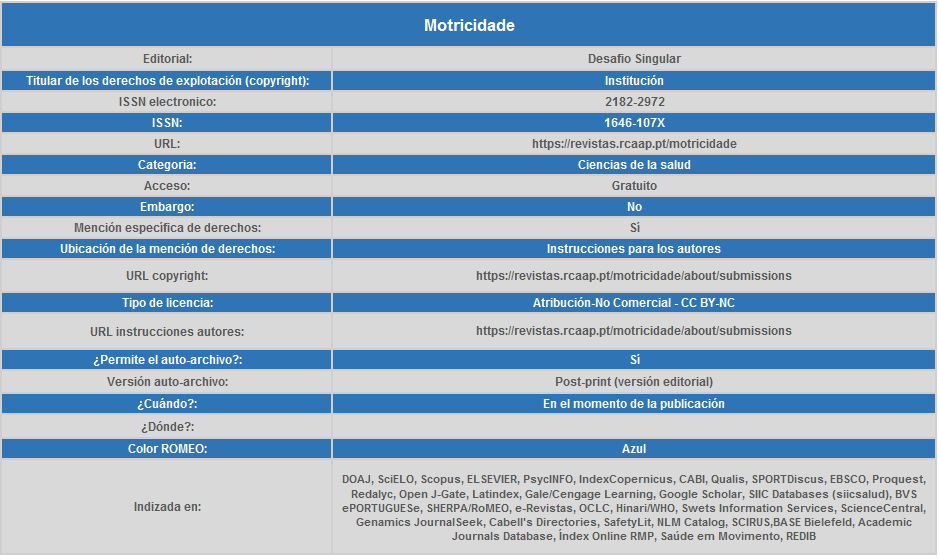 Motricidade
Editorial: Desafio Singular
Titular de los derechos de explotación (copyright): Institución
ISSN electronico: 2182-2972
ISSN: 1646-107X
URL: https://revistas.rcaap.pt/motricidade
Categoria: Ciencias de la salud
Acceso: Gratuito
Embargo: No
Mención específica de derechos: Sì
Ubicación de la mención de derechos: Instrucciones para los autores
URL copyright: https://revistas.rcaap.pt/motricidade/about/submissions
Tipo de licencia: Atribución-No Comercial - CC BY-NC
URL instrucciones autores: https://revistas.rcaap.pt/motricidade/about/submissions
¿Permite el auto-archivo?: Sì
Versión auto-archivo: Post-print (versión editorial)
¿Cuándo?: En el momento de la publicación
¿Dónde?:
Color ROMEO: Azul
Indizada en:
DOAJ, SciELO, Scopus, ELSEVIER, PsycINFO, IndexCopernicus, CABI, Qualis, SPORTDiscus, EBSCO, Proquest,
Redalyc, Open J-Gate, Latindex, Gale/Cengage Learning, Google Scholar, SIIC Databases (siicsalud), BVS
ePORTUGUESe, SHERPA/RoMEO, e-Revistas, OCLC, Hinari/WHO, Swets Information Services, ScienceCentral,
Genamics JournalSeek, Cabell's Directories, SafetyLit, NLM Catalog, SCIRUS,BASE Bielefeld, Academic
Journals Database, Índex Online RMP, Saúde em Movimento, REDIB